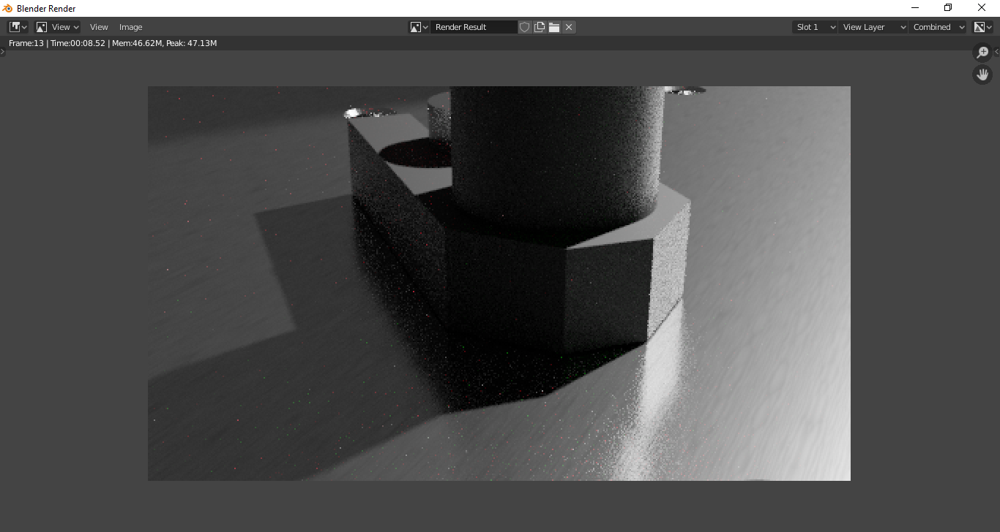 Blender Render
View View Image Render Result Slot 1 View Layer Combined
Frame:13 | Time:00:08.52 | Mem:46.62M, Peak: 47.13M